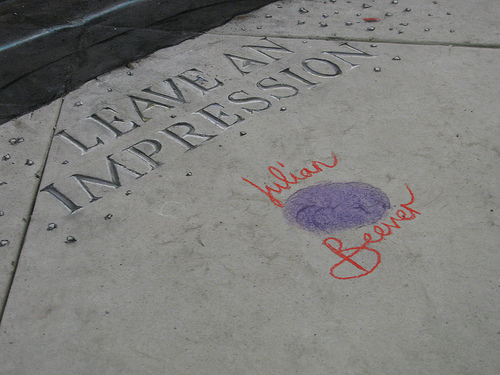 LEAVE AN
IMPRESSION
Julian
Beever